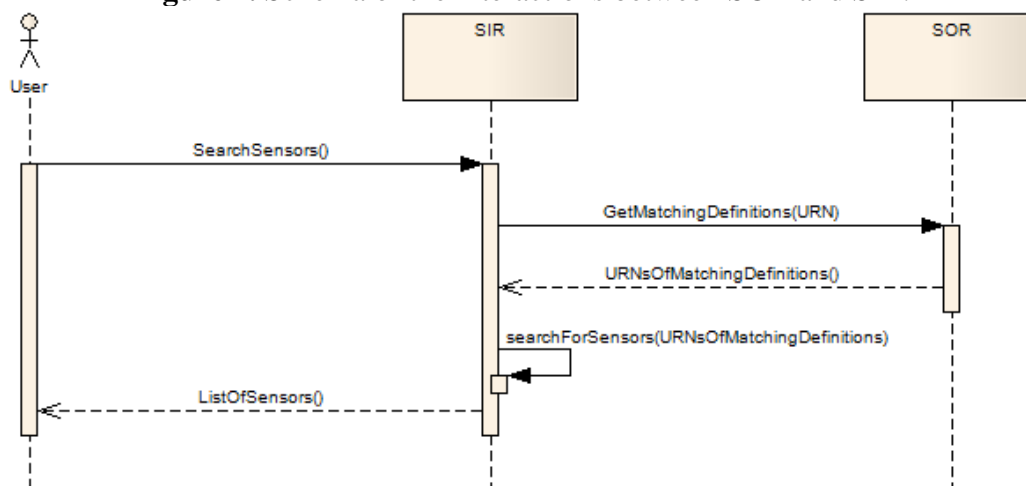 SIR
SOR
User
SearchSensors()
GetMatchingDefinitions(URN)
URNsOfMatchingDefinitions()
searchForSensors(URNsOfMatchingDefinitions)
ListOfSensors()